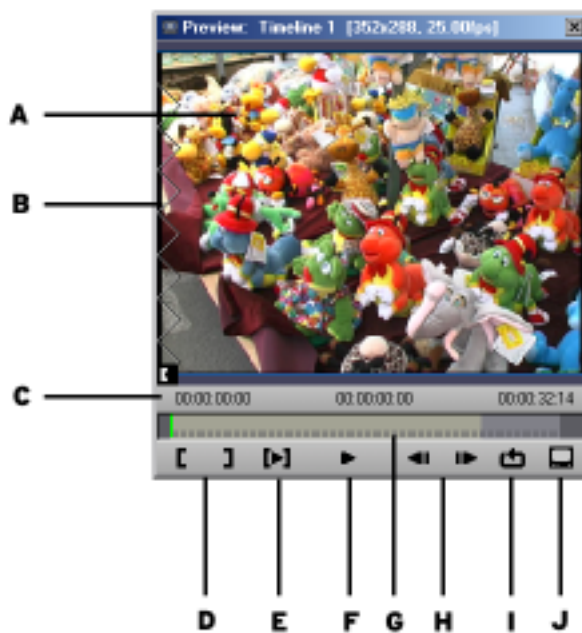 Preview: Timeline 1 [352x288, 25.00fps]
A
B
C
00:00:00:00 00:00:00:00 00:00:32:14
D E F G H I J